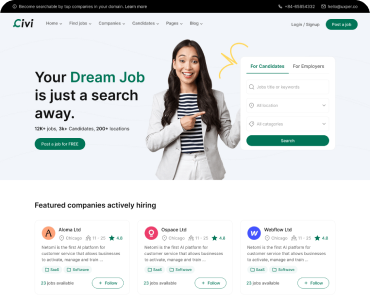 Become searchable by top companies in your domain. Learn more
+84-65858332
hello@uxper.co
Civi
Home Find jobs Companies Candidates Pages Blog
Login / Signup
Post a job
Your Dream Job
is just a search
away.
12K+ jobs, 3k+ Candidates, 200+ locations
Post a job for FREE
For Candidates
For Employers
Jobs title or keywords
All location
All categories
Search
Featured companies actively hiring
Aloma Ltd
Chicago 11 - 25 4.8
Netomi is the first AI platform for
customer service that allows businesses
to activate, manage and train ...
SaaS Software
23 jobs available
+ Follow
Ospace Ltd
Chicago 11 - 25 4.8
Netomi is the first AI platform for
customer service that allows businesses
to activate, manage and train ...
SaaS Software
23 jobs available
+ Follow
Webflow Ltd
Chicago 11 - 25 4.8
Netomi is the first AI platform for
customer service that allows businesses
to activate, manage and train ...
SaaS Software
23 jobs available
+ Follow